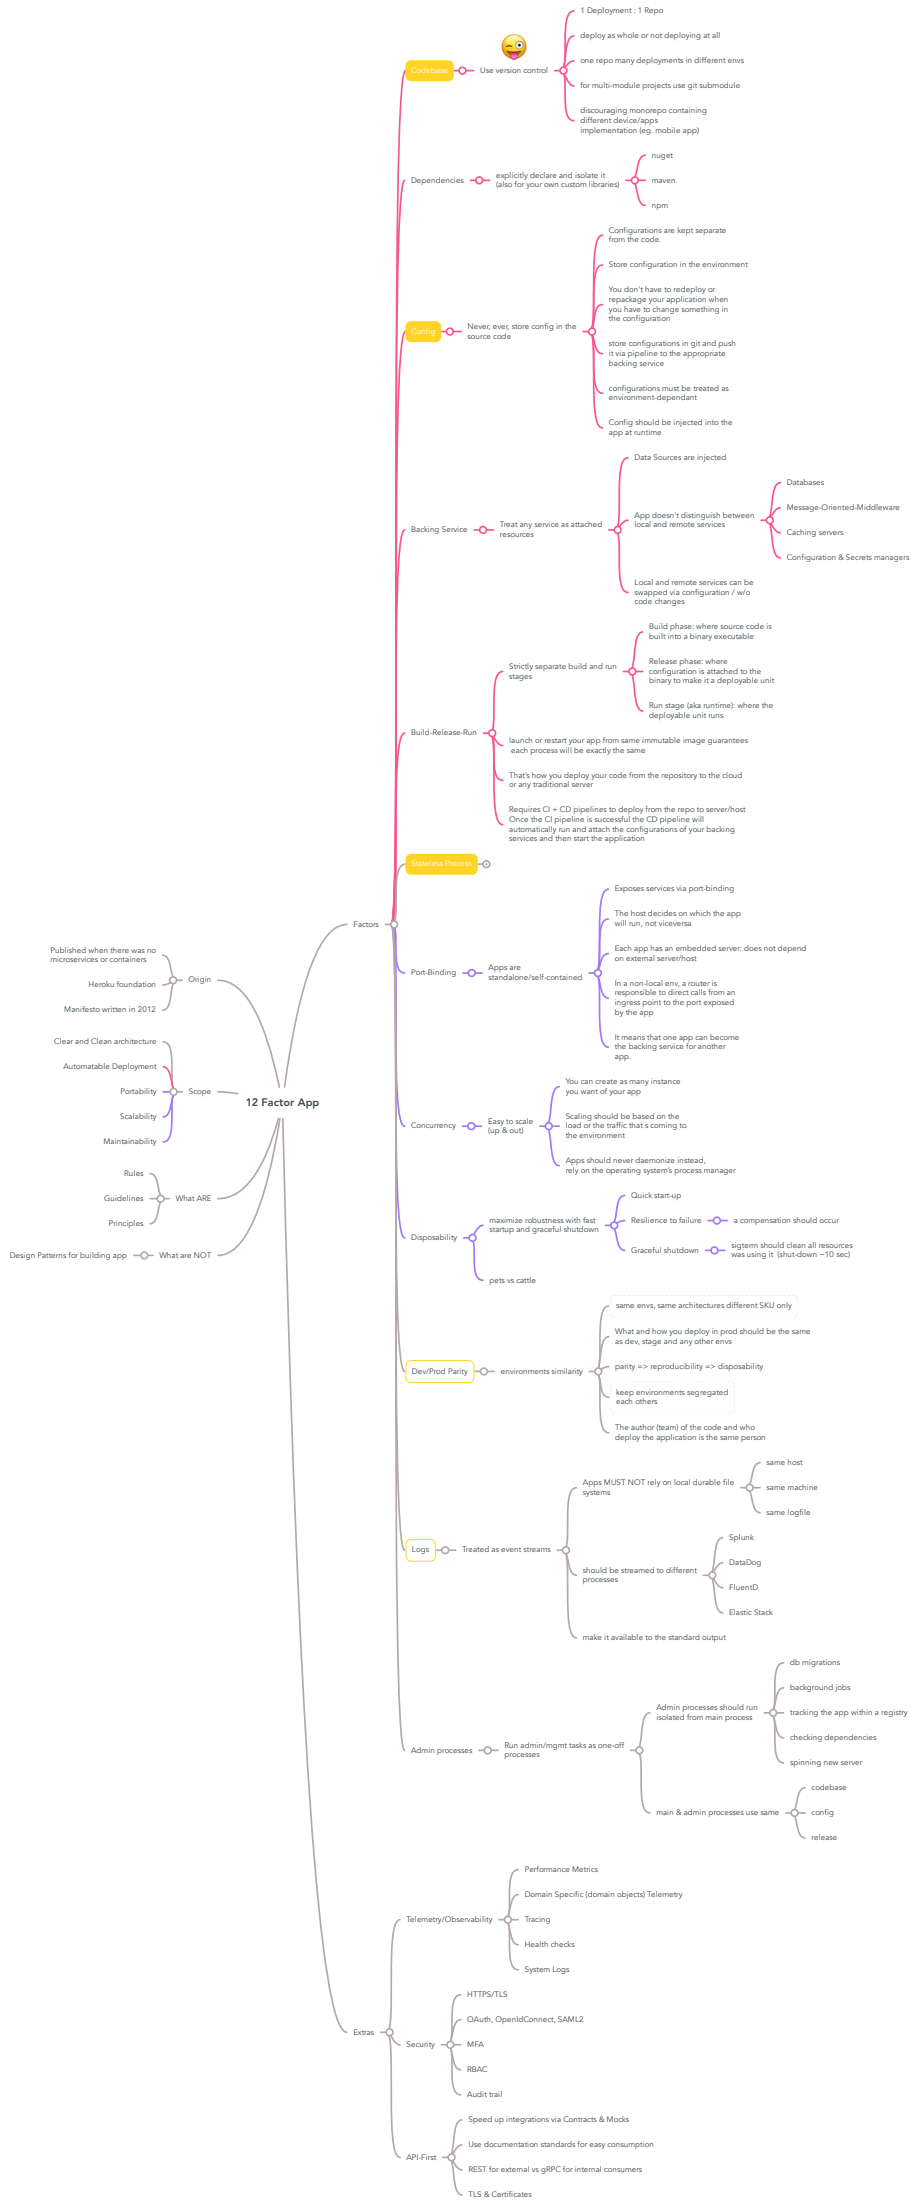 12 Factor App
Origin
Published when there was no
microservices or containers
Heroku foundation
Manifesto written in 2012
Scope
Clear and Clean architecture
Automatable Deployment
Portability
Scalability
Maintainability
What ARE
Rules
Guidelines
Principles
What are NOT
Design Patterns for building app
Factors
Codebase
Use version control
1 Deployment : 1 Repo
deploy as whole or not deploying at all
one repo many deployments in different envs
for multi-module projects use git submodule
discouraging monorepo containing
different device/apps
implementation (eg. mobile app)
Dependencies
explicitly declare and isolate it
(also for your own custom libraries)
nuget
maven
npm
Config
Never, ever, store config in the
source code
Configurations are kept separate
from the code.
Store configuration in the environment
You don't have to redeploy or
repackage your application when
you have to change something in
the configuration
store configurations in git and push
it via pipeline to the appropriate
backing service
configurations must be treated as
environment-dependant
Config should be injected into the
app at runtime
Backing Service
Treat any service as attached
resources
Data Sources are injected
App doesn't distinguish between
local and remote services
Databases
Message-Oriented-Middleware
Caching servers
Configuration & Secrets managers
Local and remote services can be
swapped via configuration / w/o
code changes
Build-Release-Run
Strictly separate build and run
stages
Build phase: where source code is
built into a binary executable
Release phase: where
configuration is attached to the
binary to make it a deployable unit
Run stage (aka runtime): where the
deployable unit runs
launch or restart your app from same immutable image guarantees
each process will be exactly the same
That's how you deploy your code from the repository to the cloud
or any traditional server
Requires CI + CD pipelines to deploy from the repo to server/host
Once the CI pipeline is successful the CD pipeline will
automatically run and attach the configurations of your backing
services and then start the application
Stateless Process
Port-Binding
Apps are
standalone/self-contained
Exposes services via port-binding
The host decides on which the app
will run, not viceversa
Each app has an embedded server: does not depend
on external server/host
In a non-local env, a router is
responsible to direct calls from an
ingress point to the port exposed
by the app
It means that one app can become
the backing service for another
app.
Concurrency
Easy to scale
(up & out)
You can create as many instance
you want of your app
Scaling should be based on the
load or the traffic that s coming to
the environment
Apps should never daemonize instead,
rely on the operating system's process manager
Disposability
maximize robustness with fast
startup and graceful shutdown
Quick start-up
Resilience to failure
a compensation should occur
Graceful shutdown
sigterm should clean all resources
was using it (shut-down ~10 sec)
pets vs cattle
Dev/Prod Parity
environments similarity
same envs, same architectures different SKU only
What and how you deploy in prod should be the same
as dev, stage and any other envs
parity => reproducibility => disposability
keep environments segregated
each others
The author (team) of the code and who
deploy the application is the same person
Logs
Treated as event streams
Apps MUST NOT rely on local durable file
systems
same host
same machine
same logfile
should be streamed to different
processes
Splunk
DataDog
FluentD
Elastic Stack
make it available to the standard output
Admin processes
Run admin/mgmt tasks as one-off
processes
Admin processes should run
isolated from main process
db migrations
background jobs
tracking the app within a registry
checking dependencies
spinning new server
main & admin processes use same
codebase
config
release
Extras
Telemetry/Observability
Performance Metrics
Domain Specific (domain objects) Telemetry
Tracing
Health checks
System Logs
Security
HTTPS/TLS
OAuth, OpenIdConnect, SAML2
MFA
RBAC
Audit trail
API-First
Speed up integrations via Contracts & Mocks
Use documentation standards for easy consumption
REST for external vs gRPC for internal consumers
TLS & Certificates